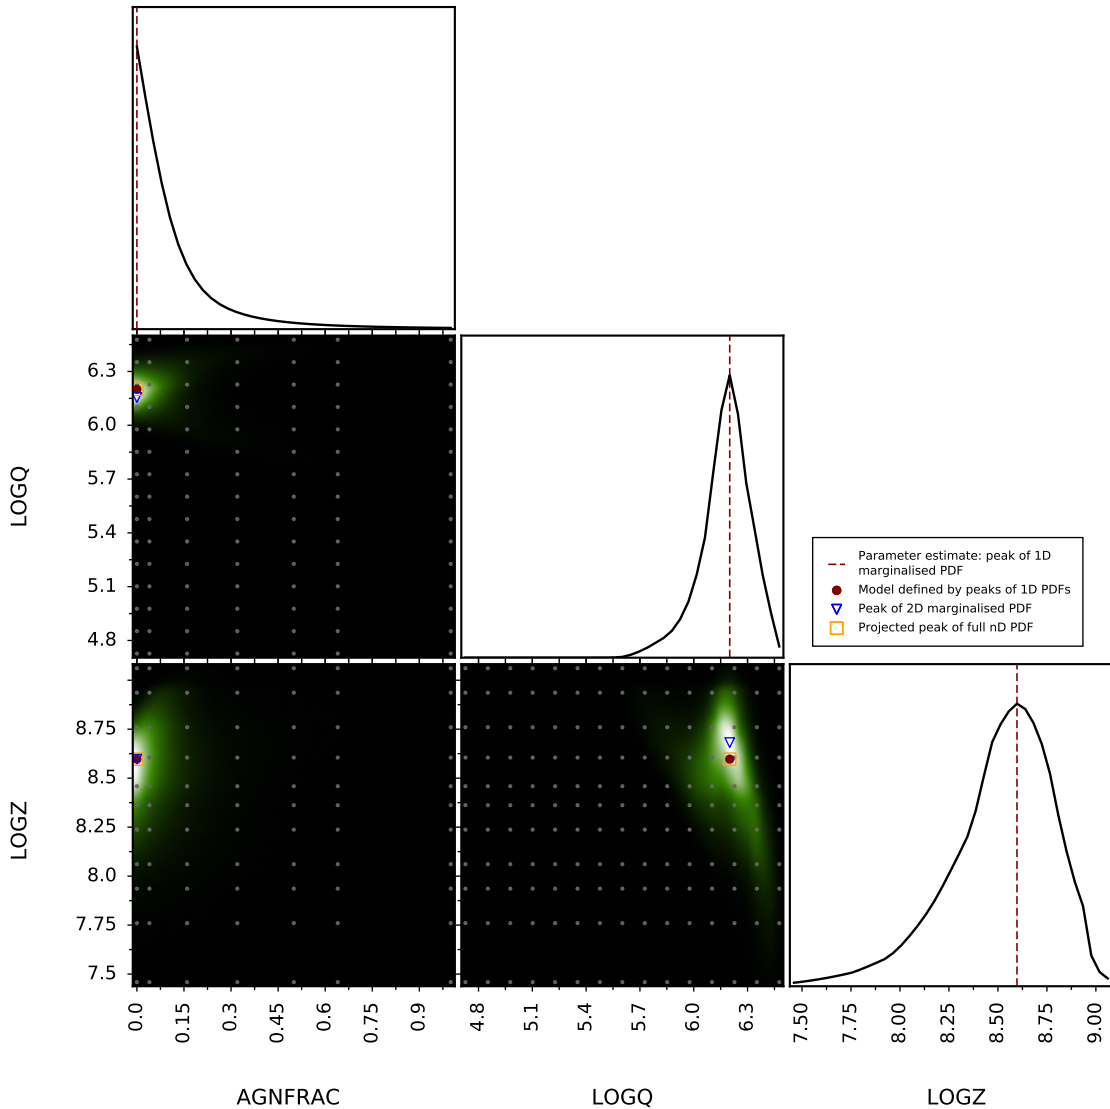 6.3
6.0
5.7
5.4
5.1
4.8
LOGQ
Parameter estimate: peak of 1D
marginalised PDF
Model defined by peaks of 1D PDFs
Peak of 2D marginalised PDF
Projected peak of full nD PDF
8.75
8.5
8.25
8.0
7.75
7.5
LOGZ
0.0 0.15 0.3 0.45 0.6 0.75 0.9
4.8 5.1 5.4 5.7 6.0 6.3
7.50 7.75 8.00 8.25 8.50 8.75 9.00
AGNFRAC LOGQ LOGZ